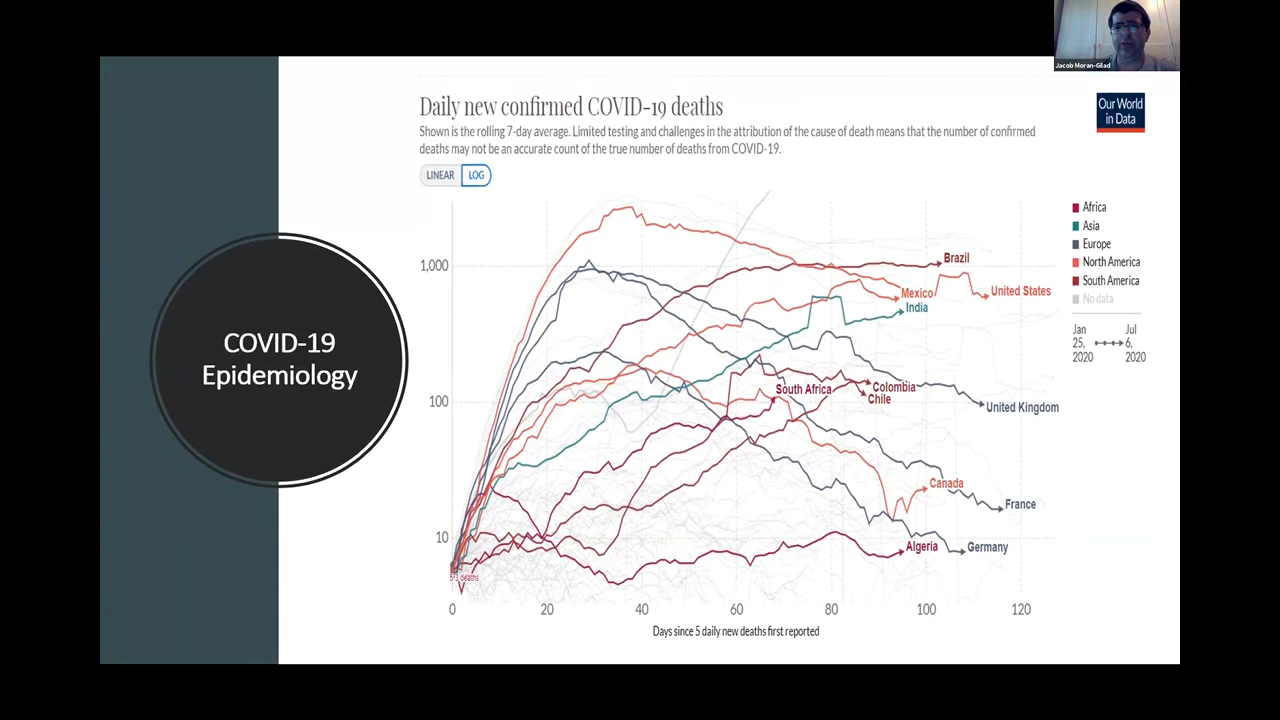 Jacob Moran-Gilad
Daily new confirmed COVID-19 deaths
Our World
in Data
Shown is the rolling 7-day average. Limited testing and challenges in the attribution of the cause of death means that the number of confirmed
deaths may not be an accurate count of the true number of deaths from COVID-19.
LINEAR LOG
Africa
Asia
Europe
North America
South America
No data
Jan
25,
2020
Jul
6,
2020
COVID-19
Epidemiology
1,000
100
10
Brazil
United States
Mexico
India
Colombia
Chile
South Africa
United Kingdom
Canada
France
Algeria
Germany
deaths
0 20 40 60 80 100 120
Days since 5 daily new deaths first reported